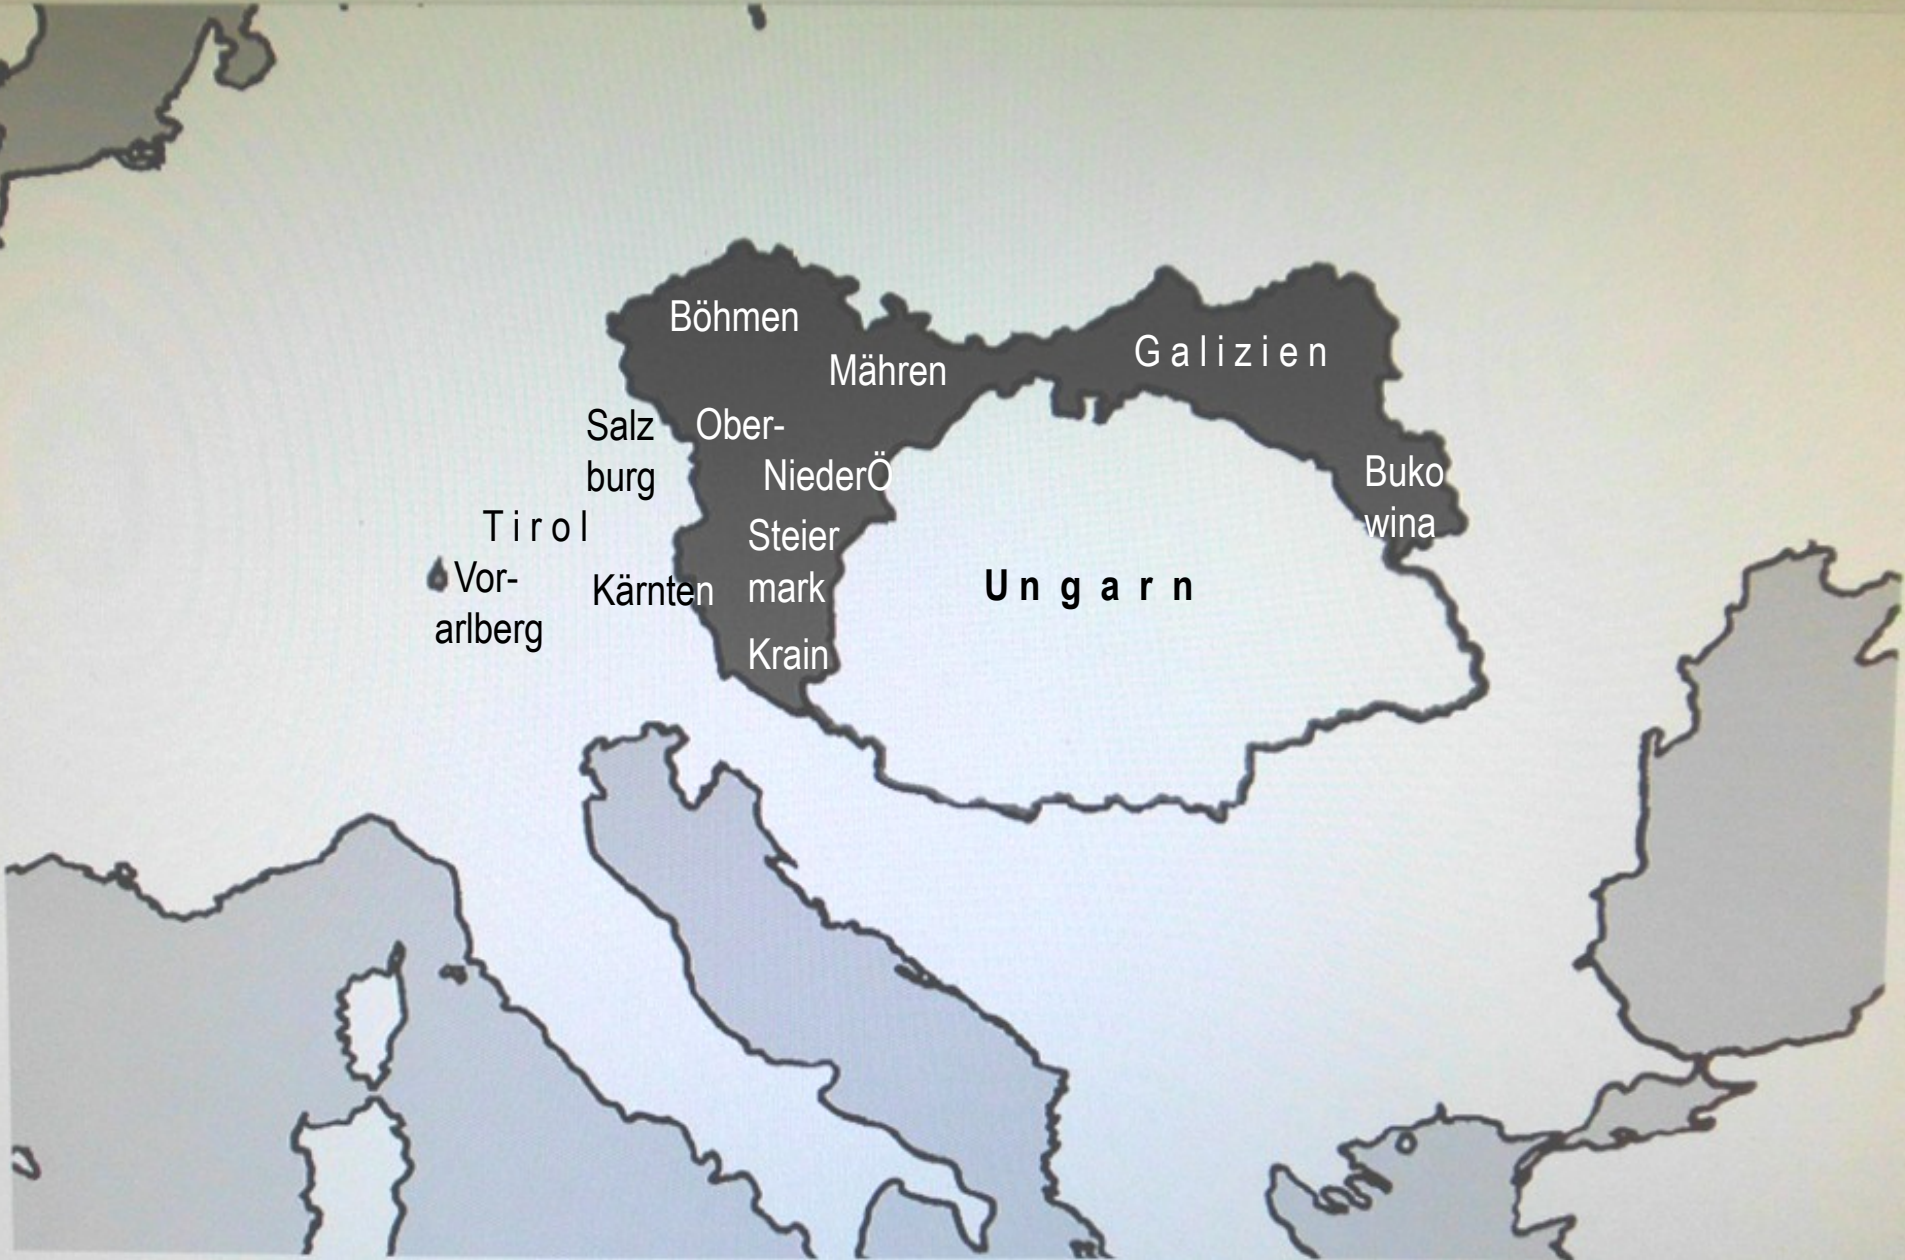 Böhmen
Galizien
Mähren
Salz
burg
Ober-
NiederÖ
Buko
wina
Tirol
Steier
mark
Vor-
arlberg
Kärnten
Ungarn
Krain